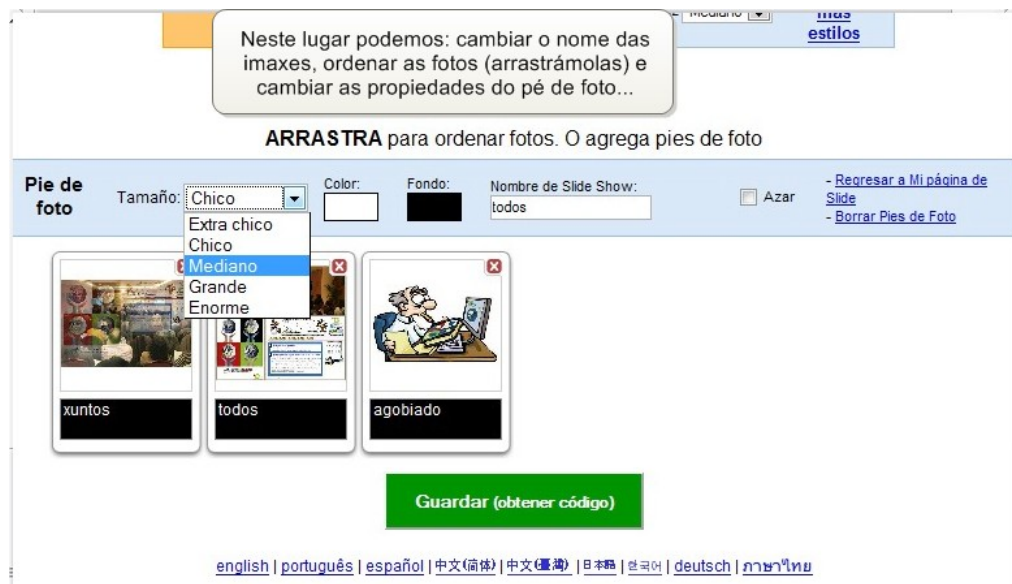 Mediano
más
estilos
Neste lugar podemos: cambiar o nome das
imaxes, ordenar as fotos (arrastrámolas) e
cambiar as propiedades do pé de foto...
ARRASTRA para ordenar fotos. O agrega pies de foto
Pie de
foto
Tamaño: Chico
Color:
Fondo:
Nombre de Slide Show:
todos
Azar
- Regresar a Mi página de
Slide
- Borrar Pies de Foto
Extra chico
Chico
Mediano
Grande
Enorme
xuntos
todos
agobiado
Guardar (obtener código)
english | português | español | 中文(简体) | 中文(臺灣) | 日本語 | 한국어 | deutsch | ภาษาไทย